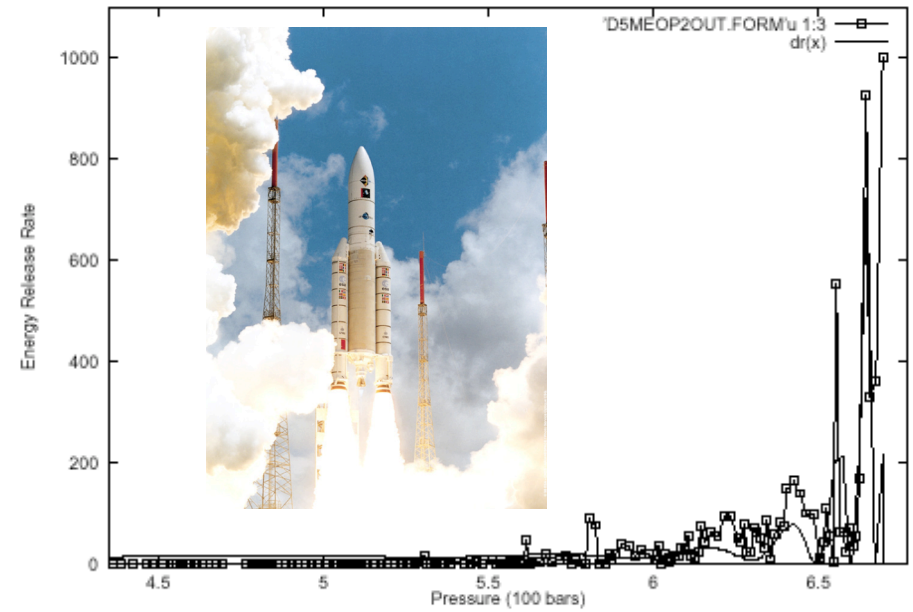 'D5MEOP2OUT.FORM'u 1:3
dr(x)
1000
800
600
400
200
0
Energy Release Rate
4.5 5 5.5 6 6.5
Pressure (100 bars)